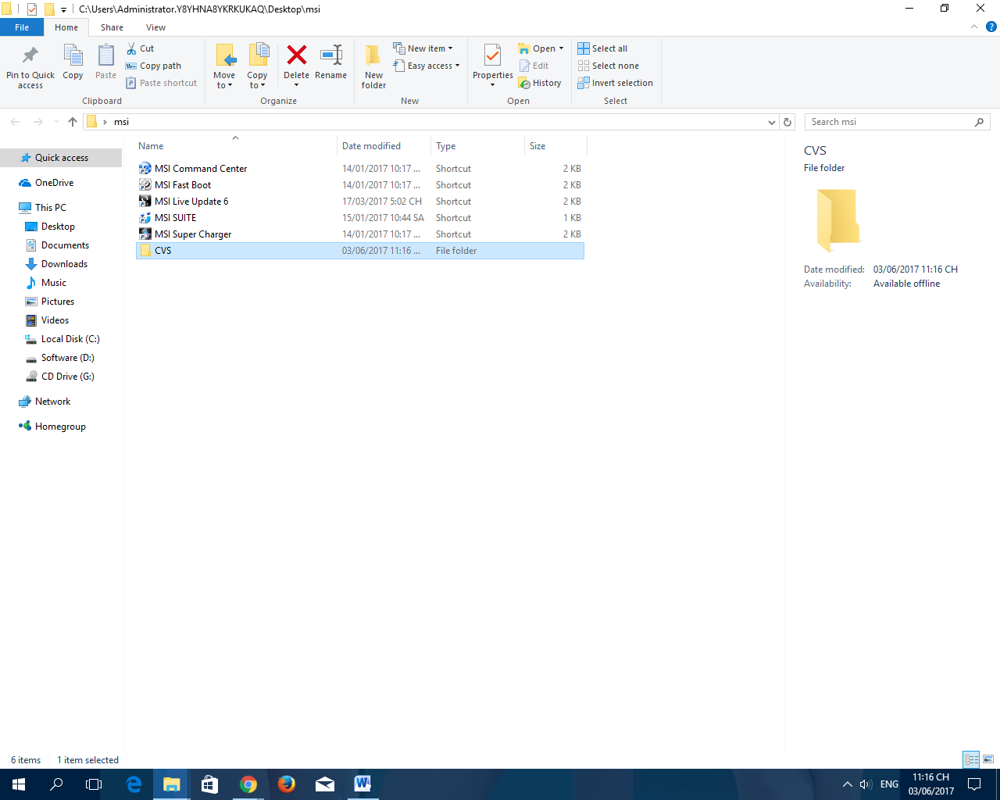 C:\Users\Administrator.Y8YHNA8YKRKUKAQ\Desktop\msi
File Home Share View
Pin to Quick access
Copy
Paste
Cut
Copy path
Paste shortcut
Clipboard
Move to
Copy to
Delete
Rename
Organize
New folder
New item
Easy access
New
Properties
Open
Edit
History
Open
Select all
Select none
Invert selection
Select
msi
Search msi
Quick access
OneDrive
This PC
Desktop
Documents
Downloads
Music
Pictures
Videos
Local Disk (C:)
Software (D:)
CD Drive (G:)
Network
Homegroup
Name Date modified Type Size
MSI Command Center 14/01/2017 10:17 ... Shortcut 2 KB
MSI Fast Boot 14/01/2017 10:17 ... Shortcut 2 KB
MSI Live Update 6 17/03/2017 5:02 CH Shortcut 2 KB
MSI SUITE 15/01/2017 10:44 SA Shortcut 1 KB
MSI Super Charger 14/01/2017 10:17 ... Shortcut 2 KB
CVS 03/06/2017 11:16 ... File folder
CVS
File folder
Date modified: 03/06/2017 11:16 CH
Availability: Available offline
6 items 1 item selected
ENG
11:16 CH
03/06/2017